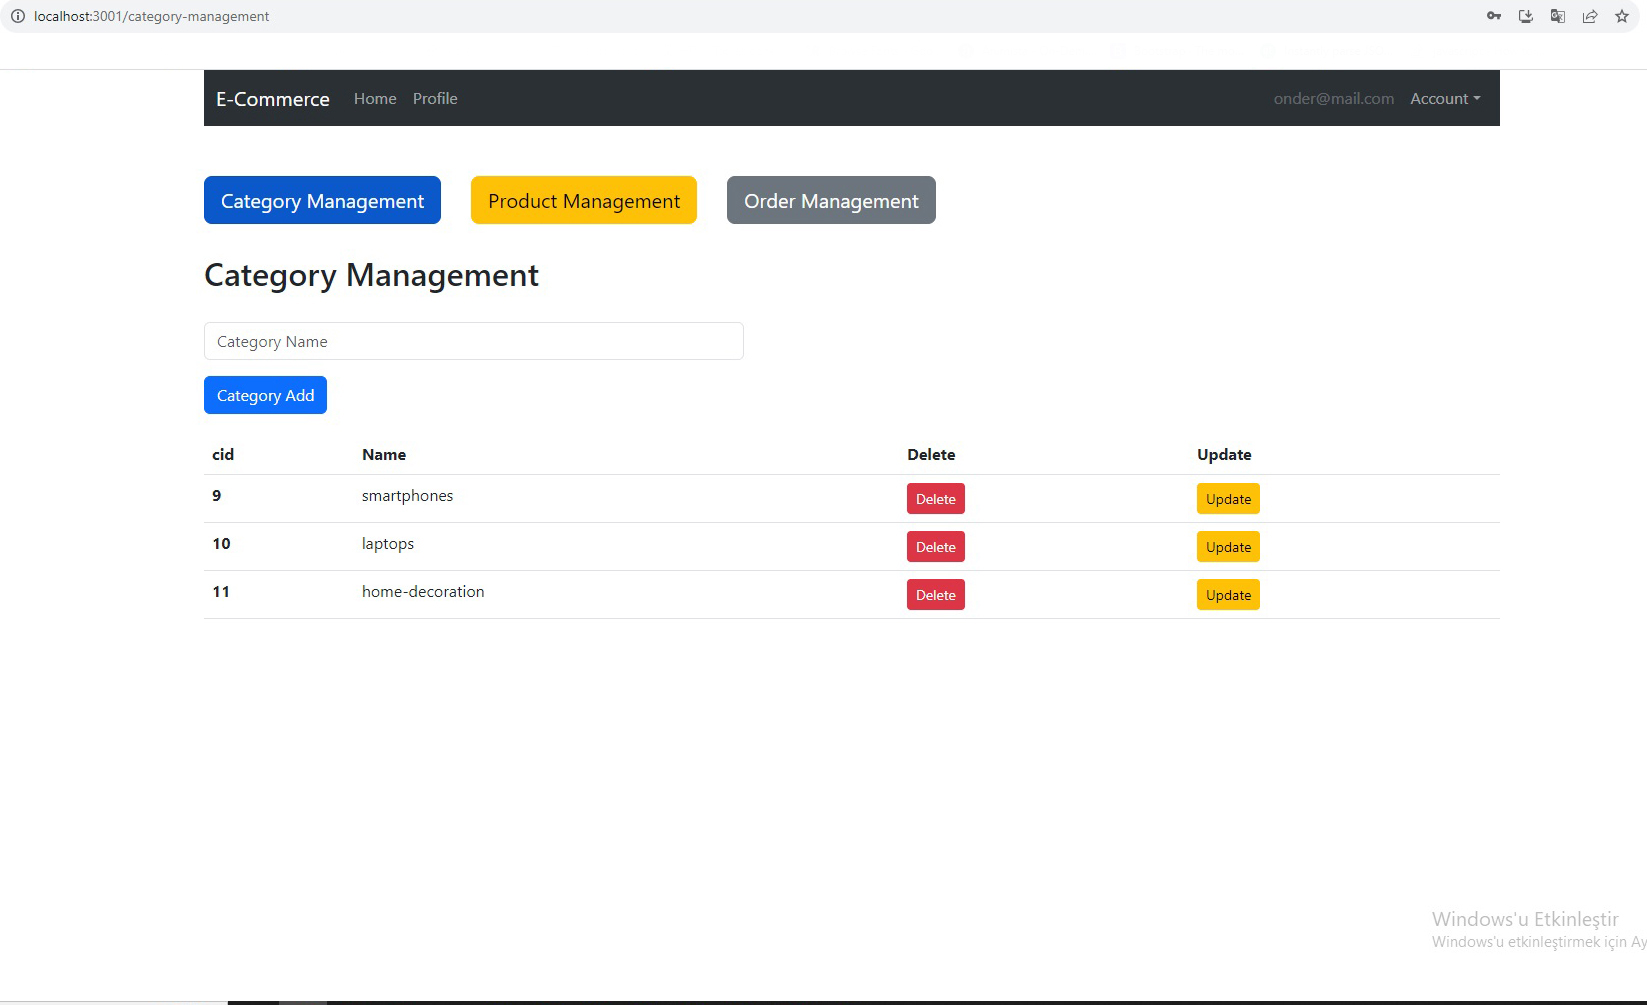 localhost:3001/category-management
E-Commerce Home Profile onder@mail.com Account
Category Management Product Management Order Management
Category Management
Category Name
Category Add
cid Name Delete Update
9 smartphones Delete Update
10 laptops Delete Update
11 home-decoration Delete Update
Windows'u Etkinleştir
Windows'u etkinleştirmek için Ay